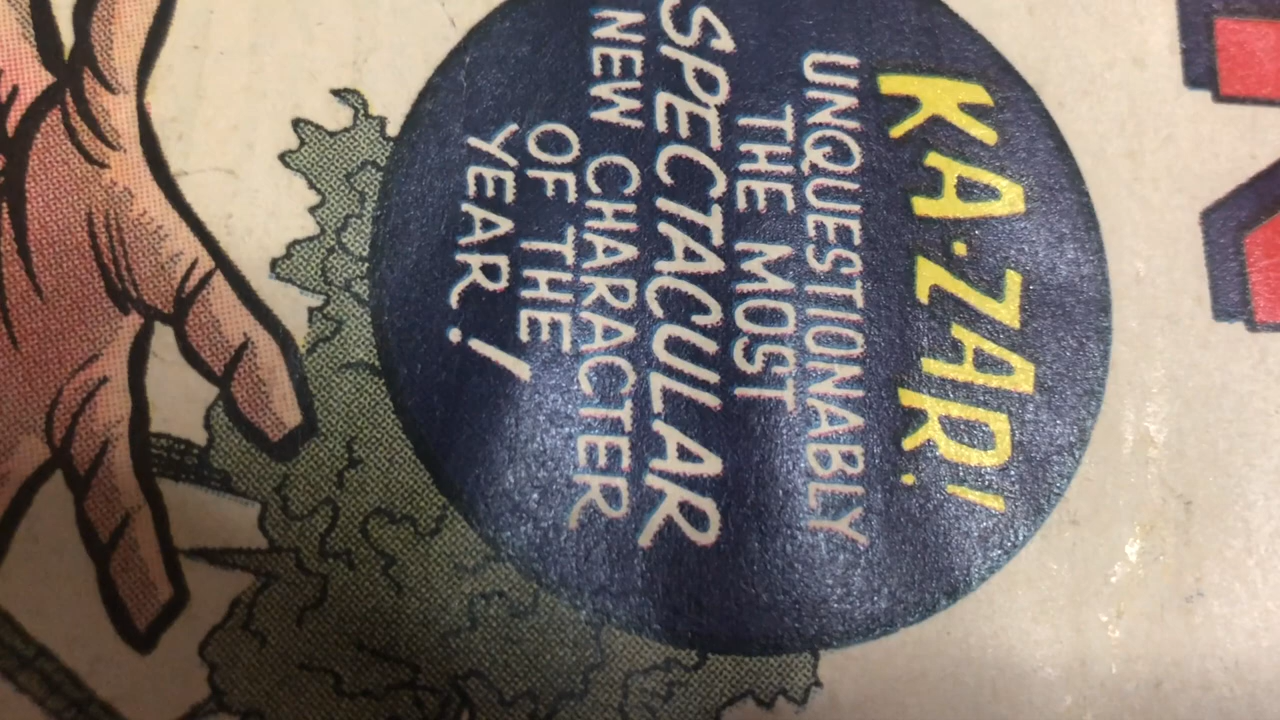 KA-ZAR!
UNQUESTIONABLY
THE MOST
SPECTACULAR
NEW CHARACTER
OF THE
YEAR!